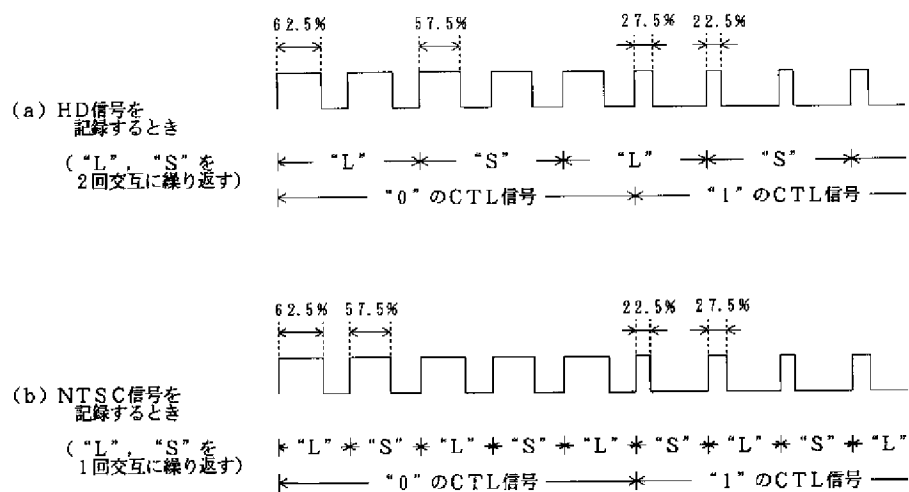 62.5% 57.5% 27.5% 22.5%
(a) HD信号を
記録するとき
(“L”, “S”を
2回交互に繰り返す)
“L” “S” “L” “S”
“0”のCTL信号 “1”のCTL信号
62.5% 57.5% 22.5% 27.5%
(b) NTSC信号を
記録するとき
(“L”, “S”を
1回交互に繰り返す)
“L” “S” “L” “S” “L” “S” “L” “S” “L”
“0”のCTL信号 “1”のCTL信号